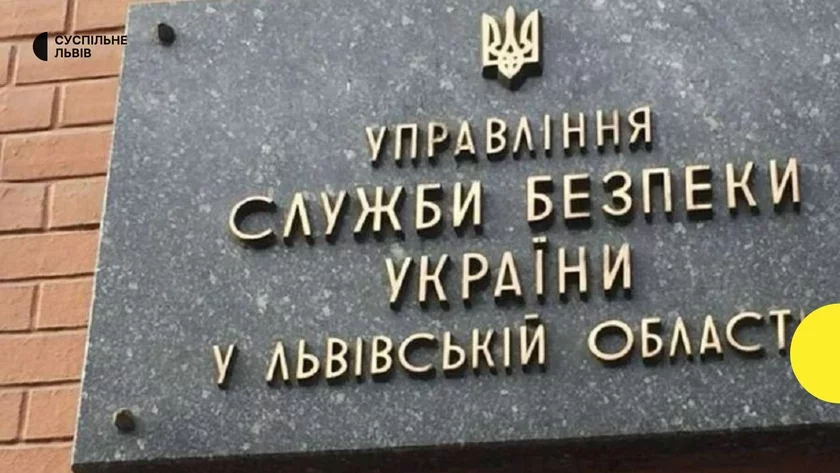 СУСПІЛЬНЕ
ЛЬВІВ
УПРАВЛІННЯ
СЛУЖБИ БЕЗПЕКИ
УКРАЇНИ
У ЛЬВІВСЬКІЙ ОБЛАСТ